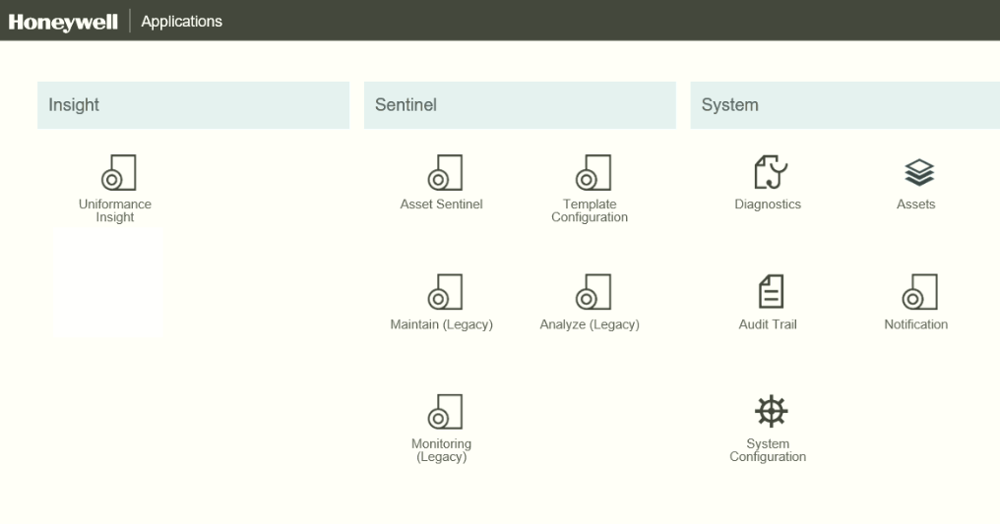 Honeywell Applications
Insight
Sentinel
System
Uniformance
Insight
Asset Sentinel
Template
Configuration
Diagnostics
Assets
Maintain (Legacy)
Analyze (Legacy)
Audit Trail
Notification
Monitoring
(Legacy)
System
Configuration